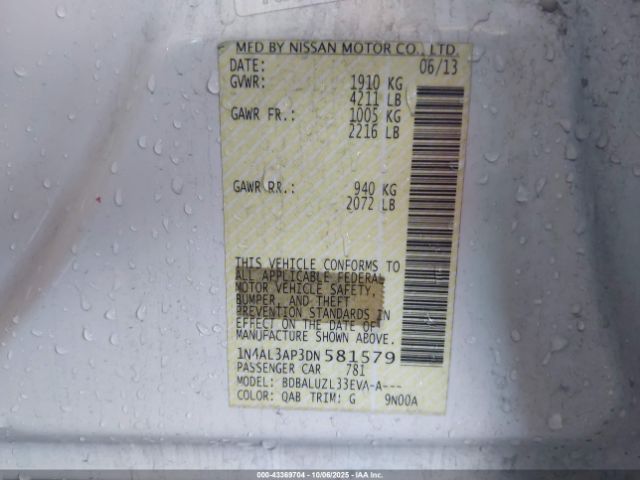 MFD BY NISSAN MOTOR CO., LTD.
DATE: 06/13
GVWR: 1910 KG
4211 LB
GAWR FR.: 1005 KG
2216 LB
GAWR RR.: 940 KG
2072 LB
THIS VEHICLE CONFORMS TO
ALL APPLICABLE FEDERAL
MOTOR VEHICLE SAFETY,
BUMPER, AND THEFT
PREVENTION STANDARDS IN
EFFECT ON THE DATE OF
MANUFACTURE SHOWN ABOVE.
1N4AL3AP3DN 581579
PASSENGER CAR 781
MODEL: BDBALUZL33EVA-A---
COLOR: QAB TRIM: G 9N00A
000-43369704 | 10/06/2025 | IAA Inc.